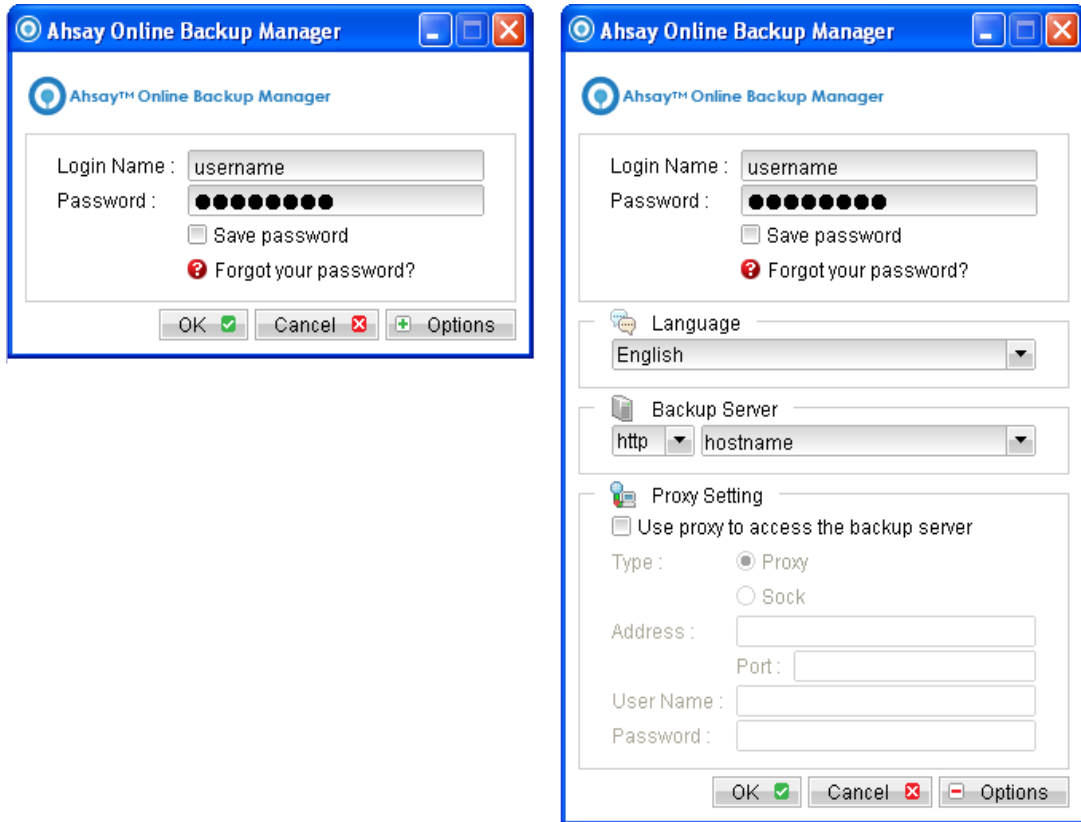 Ahsay Online Backup Manager
Ahsay™ Online Backup Manager
Login Name : username
Password : ●●●●●●●●
Save password
Forgot your password?
OK Cancel Options
Ahsay Online Backup Manager
Ahsay™ Online Backup Manager
Login Name : username
Password : ●●●●●●●●
Save password
Forgot your password?
Language
English
Backup Server
http hostname
Proxy Setting
Use proxy to access the backup server
Type : Proxy
Sock
Address :
Port :
User Name :
Password :
OK Cancel Options